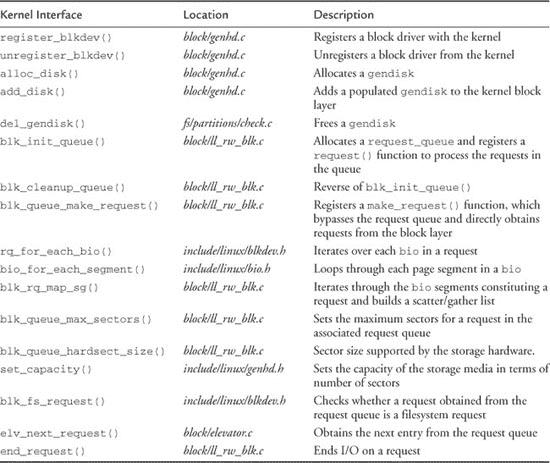 Kernel Interface Location Description
register_blkdev() block/genhd.c Registers a block driver with the kernel
unregister_blkdev() block/genhd.c Unregisters a block driver from the kernel
alloc_disk() block/genhd.c Allocates a gendisk
add_disk() block/genhd.c Adds a populated gendisk to the kernel block
layer
del_gendisk() fs/partitions/check.c Frees a gendisk
blk_init_queue() block/ll_rw_blk.c Allocates a request_queue and registers a
request() function to process the requests in
the queue
blk_cleanup_queue() block/ll_rw_blk.c Reverse of blk_init_queue()
blk_queue_make_request() block/ll_rw_blk.c Registers a make_request() function, which
bypasses the request queue and directly obtains
requests from the block layer
rq_for_each_bio() include/linux/blkdev.h Iterates over each bio in a request
bio_for_each_segment() include/linux/bio.h Loops through each page segment in a bio
blk_rq_map_sg() block/ll_rw_blk.c Iterates through the bio segments constituting
a request and builds a scatter/gather list
blk_queue_max_sectors() block/ll_rw_blk.c Sets the maximum sectors for a request in the
associated request queue
blk_queue_hardsect_size() block/ll_rw_blk.c Sector size supported by the storage hardware.
set_capacity() include/linux/genhd.h Sets the capacity of the storage media in terms of
number of sectors
blk_fs_request() include/linux/blkdev.h Checks whether a request obtained from the
request queue is a filesystem request
elv_next_request() block/elevator.c Obtains the next entry from the request queue
end_request() block/ll_rw_blk.c Ends I/O on a request